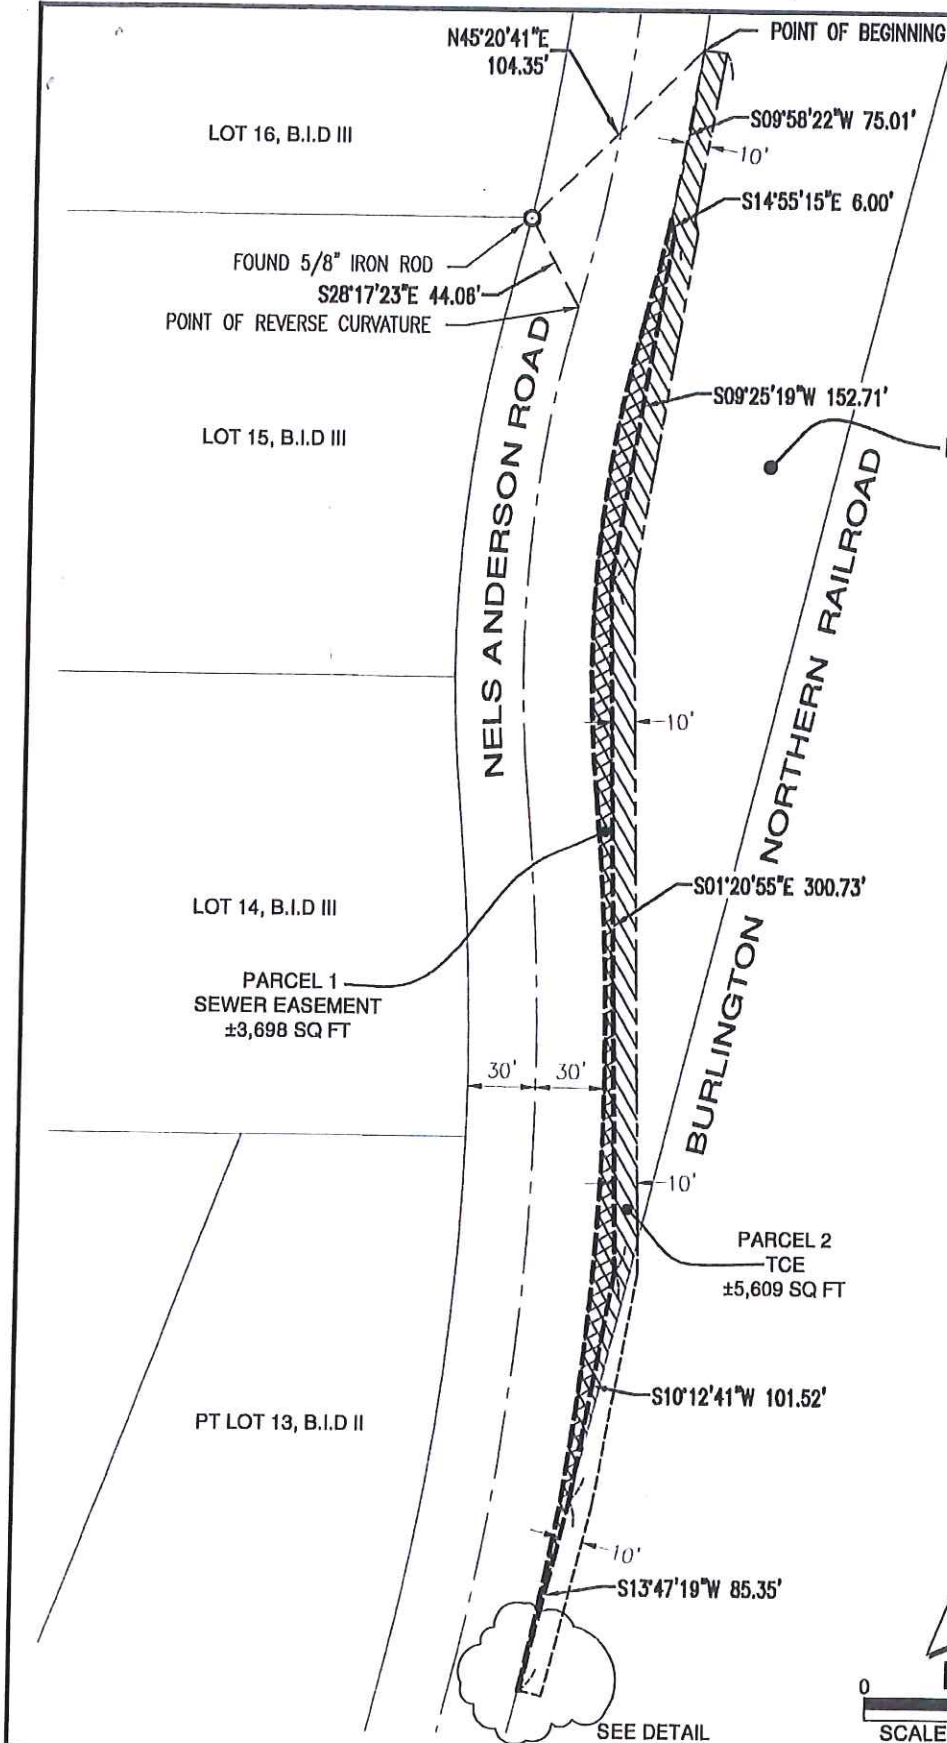 POINT OF BEGINNING
N45°20'41"E
104.35'
LOT 16, B.I.D III
S09°58'22"W 75.01'
10'
S14°55'15"E 6.00'
FOUND 5/8" IRON ROD
S28°17'23"E 44.08'
POINT OF REVERSE CURVATURE
NELS ANDERSON ROAD
S09°25'19"W 152.71'
LOT 15, B.I.D III
BURLINGTON NORTHERN RAILROAD
10'
S01°20'55"E 300.73'
LOT 14, B.I.D III
PARCEL 1
SEWER EASEMENT
±3,698 SQ FT
30'
30'
10'
PARCEL 2
TCE
±5,609 SQ FT
S10°12'41"W 101.52'
PT LOT 13, B.I.D II
10'
S13°47'19"W 85.35'
0
SEE DETAIL
SCALE